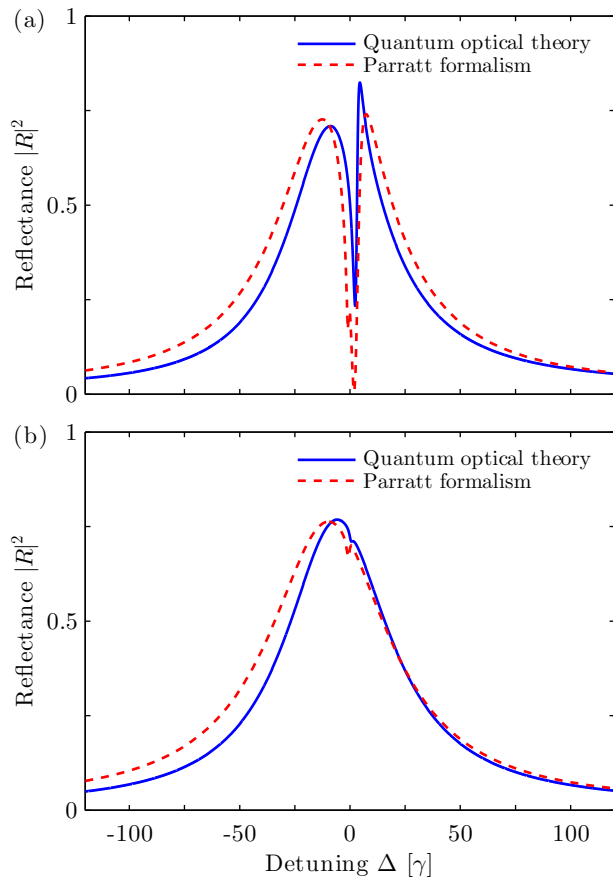 (a)
1
Quantum optical theory
Parratt formalism
Reflectance |R|²
0.5
0
(b)
1
Quantum optical theory
Parratt formalism
Reflectance |R|²
0.5
0
-100 -50 0 50 100
Detuning Δ [γ]